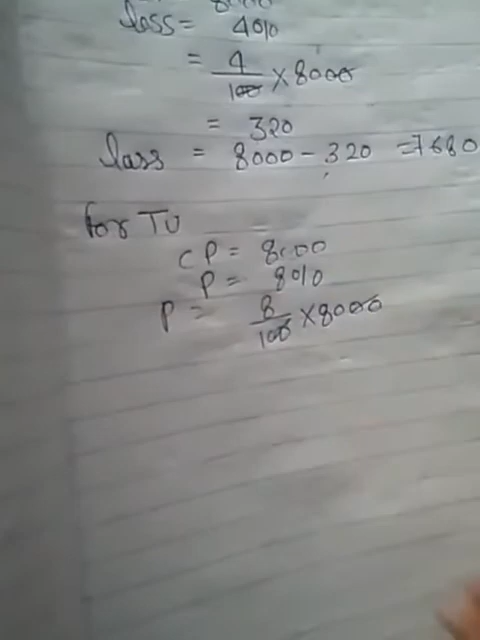 loss = 4%
= 4/100 × 8000
= 320
loss = 8000 - 320 = 7680
for TV
CP = 8000
P = 8%
P = 8/100 × 8000